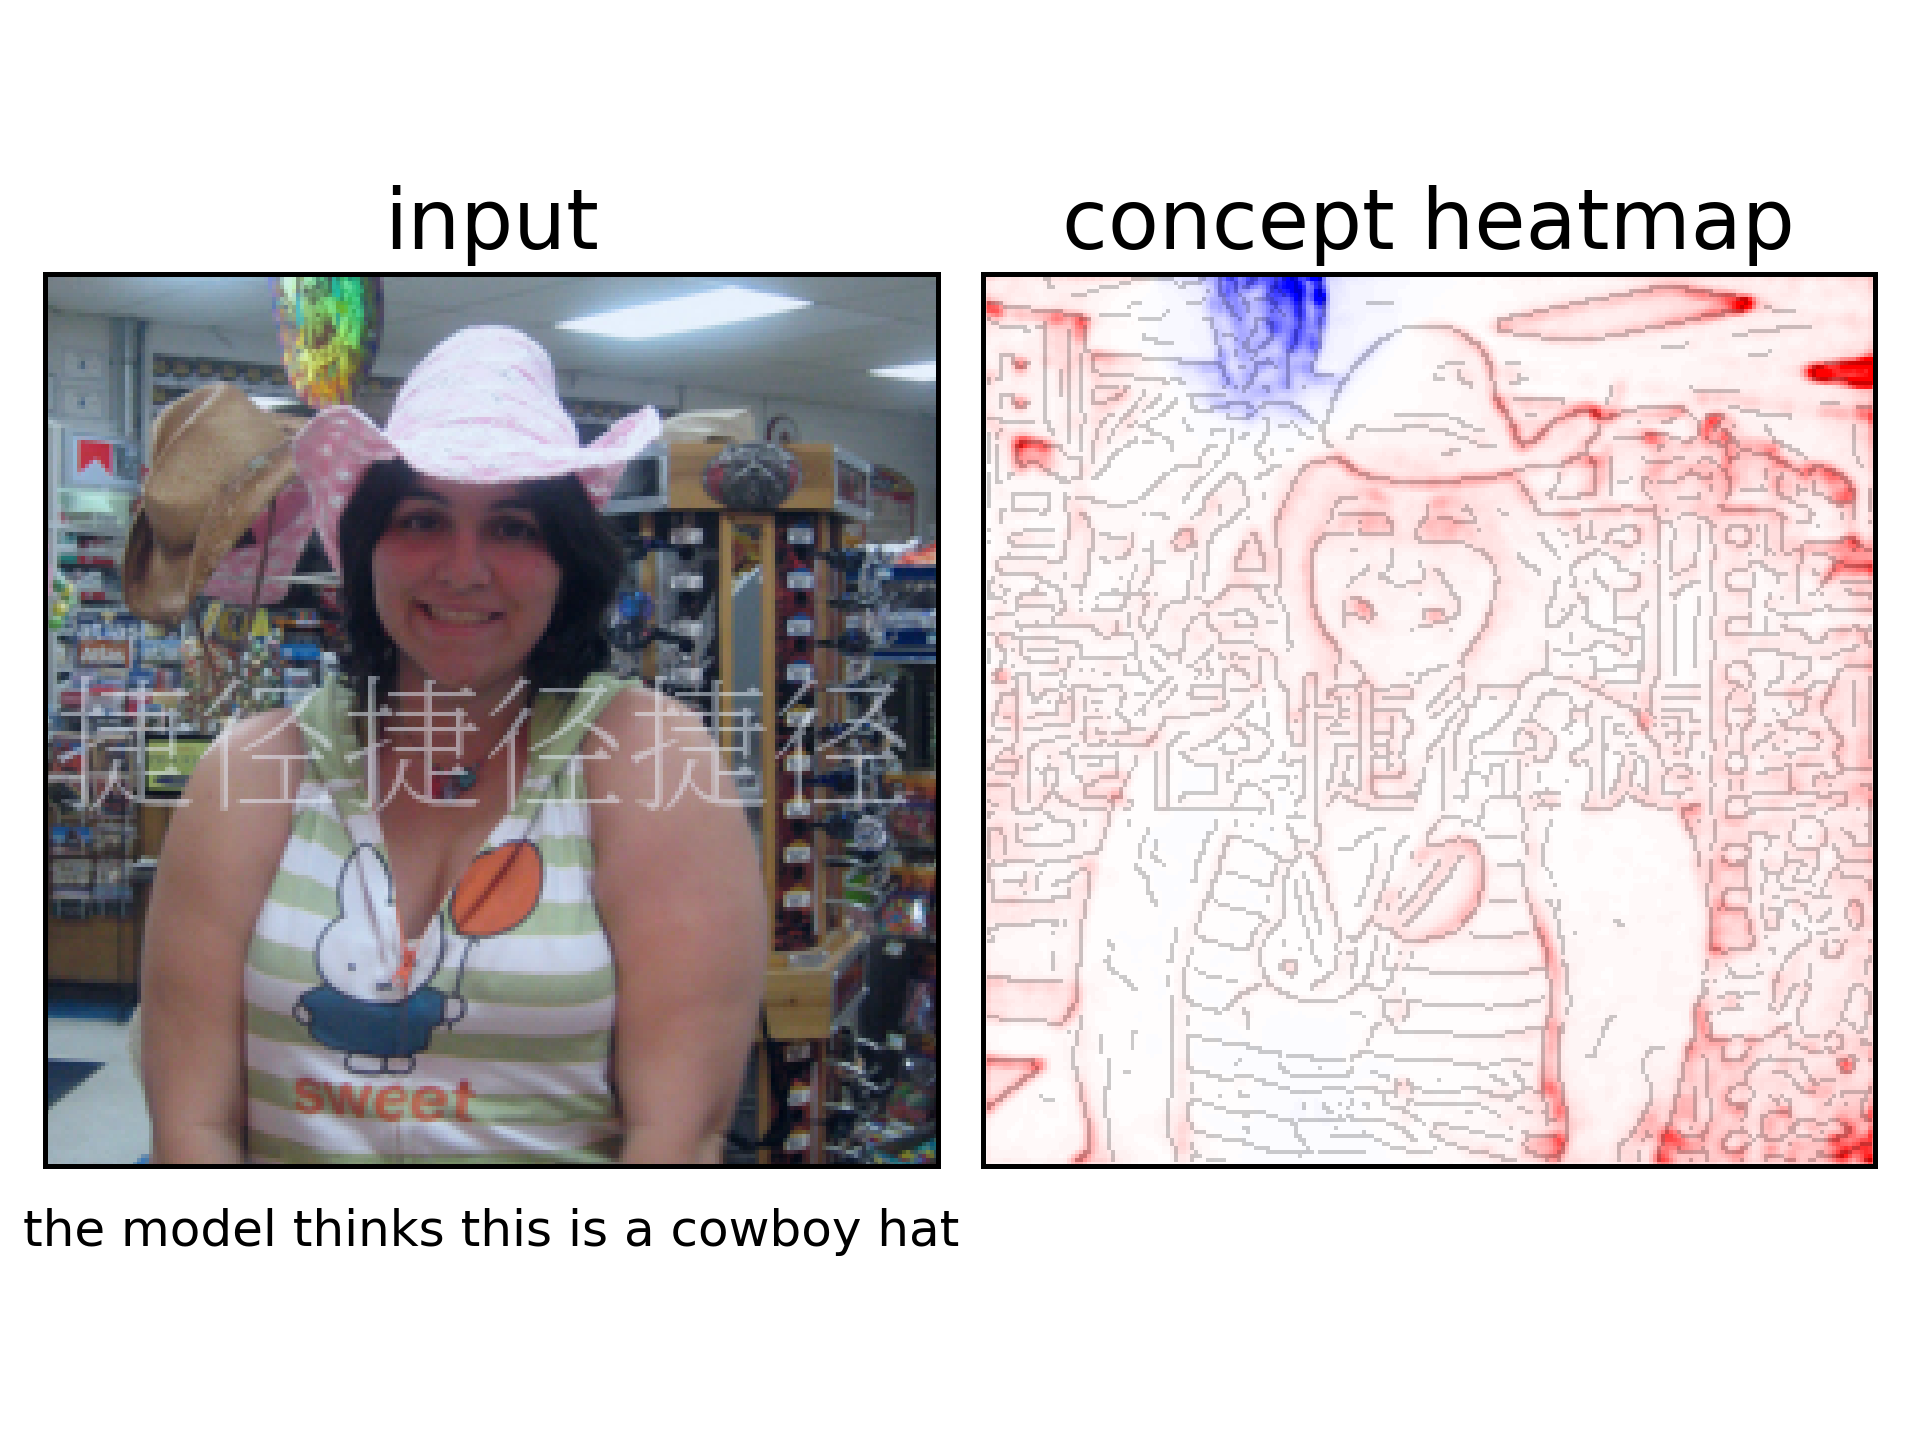 input
concept heatmap
捷径捷径捷径
sweet
the model thinks this is a cowboy hat